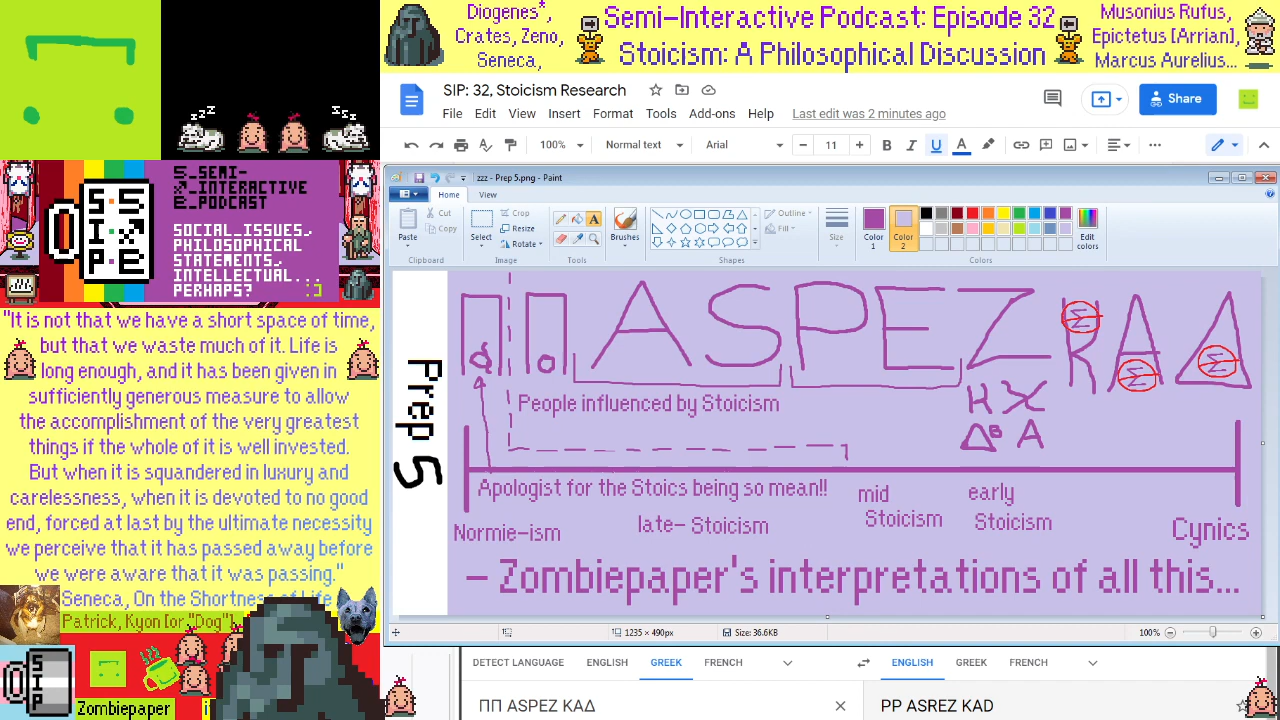 Diogenes*,
Crates, Zeno,
Seneca,
Semi-Interactive Podcast: Episode 32
Stoicism: A Philosophical Discussion
Musonius Rufus,
Epictetus [Arrian],
Marcus Aurelius...
SIP: 32, Stoicism Research
File Edit View Insert Format Tools Add-ons Help Last edit was 2 minutes ago
Share
100% Normal text Arial 11 B I U A
zzz - Prep 5.png - Paint
Home View
Paste Cut Copy Select Crop Resize Rotate A Brushes Outline Fill Size Color 1 Color 2 Edit colors
Clipboard Image Tools Shapes Colors
SEMI-
INTERACTIVE
PODCAST
SOCIAL_ISSUES,
PHILOSOPHICAL
STATEMENTS,
INTELLECTUAL...
PERHAPS? :)
"It is not that we have a short space of time,
but that we waste much of it. Life is
long enough, and it has been given in
sufficiently generous measure to allow
the accomplishment of the very greatest
things if the whole of it is well invested.
But when it is squandered in luxury and
carelessness, when it is devoted to no good
end, forced at last by the ultimate necessity
we perceive that it has passed away before
we were aware that it was passing."
Seneca, On the Shortness of Life
Patrick, Kyon [or "Dog"],
SIP
Zombiepaper
Prep 5
Π Π A S P E Z K A Δ
Σ Σ Σ
K X
Δᴮ A
People influenced by Stoicism
Apologist for the Stoics being so mean!!
mid
Stoicism
early
Stoicism
Normie-ism
late- Stoicism
Cynics
- Zombiepaper's interpretations of all this...
1235 × 490px Size: 36.6KB 100%
DETECT LANGUAGE ENGLISH GREEK FRENCH ENGLISH GREEK FRENCH
ΠΠ ASPEZ ΚΑΔ
PP ASREZ KAD